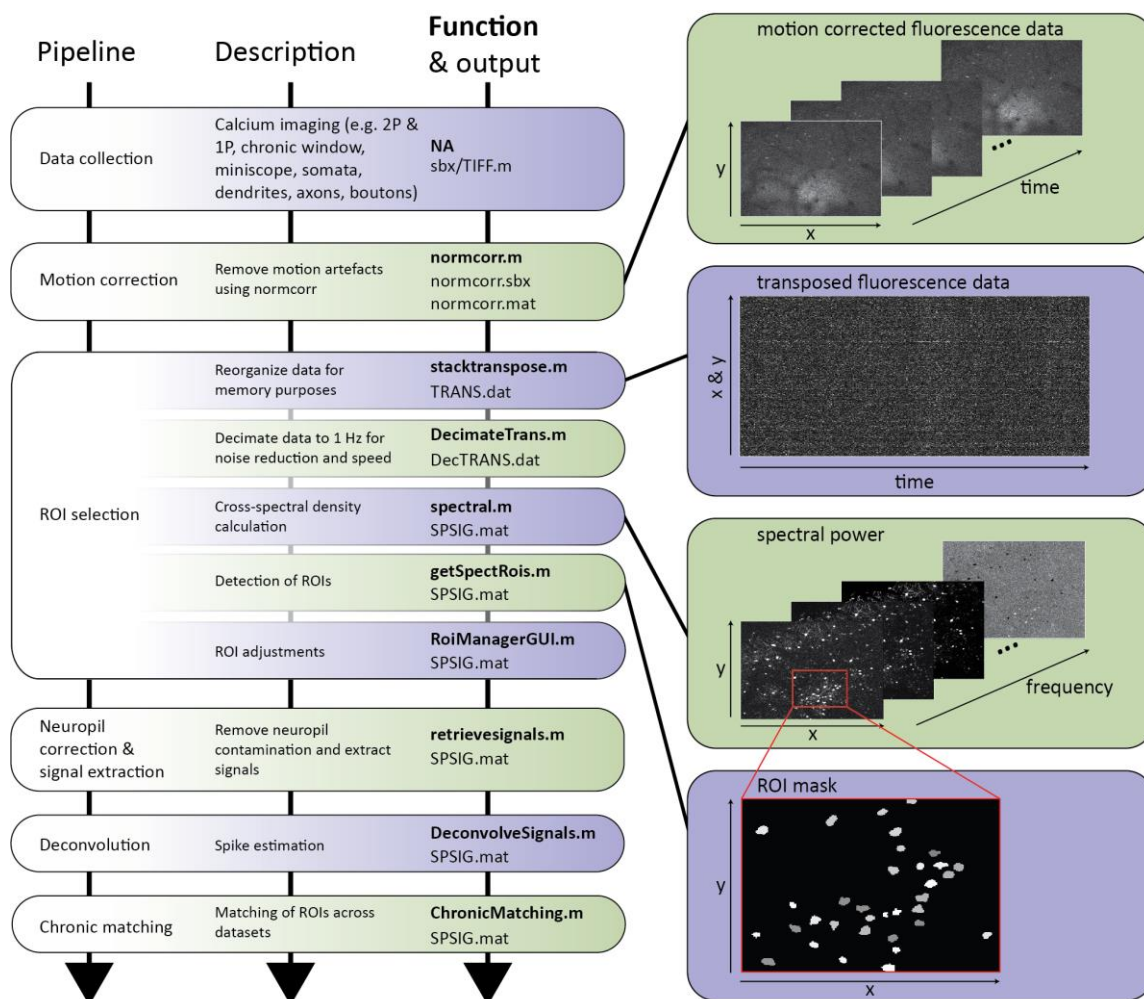 Pipeline
Description
Function
& output
Data collection
Calcium imaging (e.g. 2P &
1P, chronic window,
miniscope, somata,
dendrites, axons, boutons)
NA
sbx/TIFF.m
Motion correction
Remove motion artefacts
using normcorr
normcorr.m
normcorr.sbx
normcorr.mat
ROI selection
Reorganize data for
memory purposes
stacktranspose.m
TRANS.dat
Decimate data to 1 Hz for
noise reduction and speed
DecimateTrans.m
DecTRANS.dat
Cross-spectral density
calculation
spectral.m
SPSIG.mat
Detection of ROIs
getSpectRois.m
SPSIG.mat
ROI adjustments
RoiManagerGUI.m
SPSIG.mat
Neuropil
correction &
signal extraction
Remove neuropil
contamination and extract
signals
retrievesignals.m
SPSIG.mat
Deconvolution
Spike estimation
DeconvolveSignals.m
SPSIG.mat
Chronic matching
Matching of ROIs across
datasets
ChronicMatching.m
SPSIG.mat
motion corrected fluorescence data
y
x
time
transposed fluorescence data
x & y
time
spectral power
y
x
frequency
ROI mask
y
x